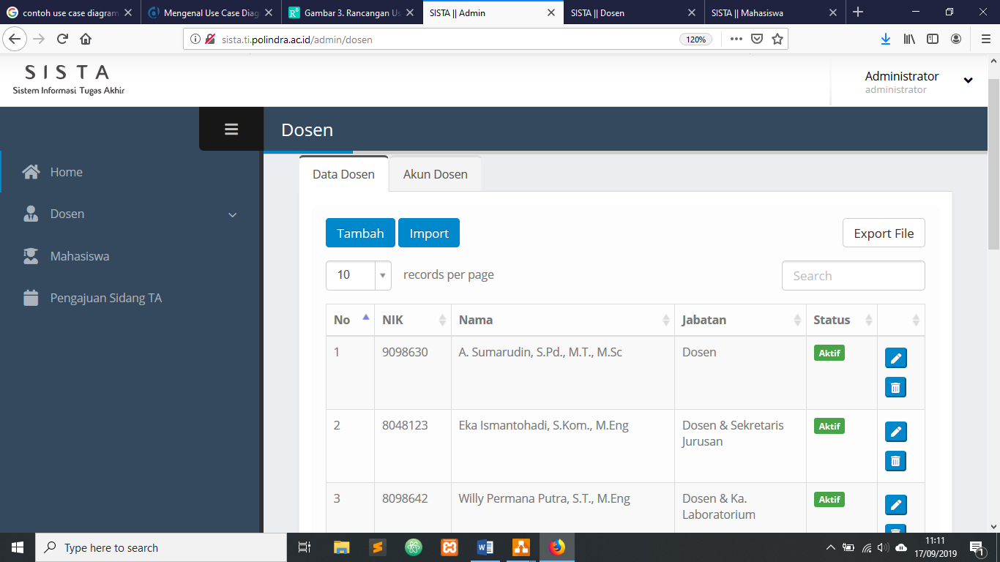 contoh use case diagram
Mengenal Use Case Diag
Gambar 3. Rancangan Us
SISTA || Admin
SISTA || Dosen
SISTA || Mahasiswa
sista.ti.polindra.ac.id/admin/dosen
120%
SISTA
Sistem Informasi Tugas Akhir
Administrator
administrator
Dosen
Home
Dosen
Mahasiswa
Pengajuan Sidang TA
Data Dosen
Akun Dosen
Tambah
Import
Export File
10
records per page
Search
No NIK Nama Jabatan Status
1 9098630 A. Sumarudin, S.Pd., M.T., M.Sc Dosen Aktif
2 8048123 Eka Ismantohadi, S.Kom., M.Eng Dosen & Sekretaris Aktif
Jurusan
3 8098642 Willy Permana Putra, S.T., M.Eng Dosen & Ka. Aktif
Laboratorium
Type here to search
11:11
17/09/2019
1